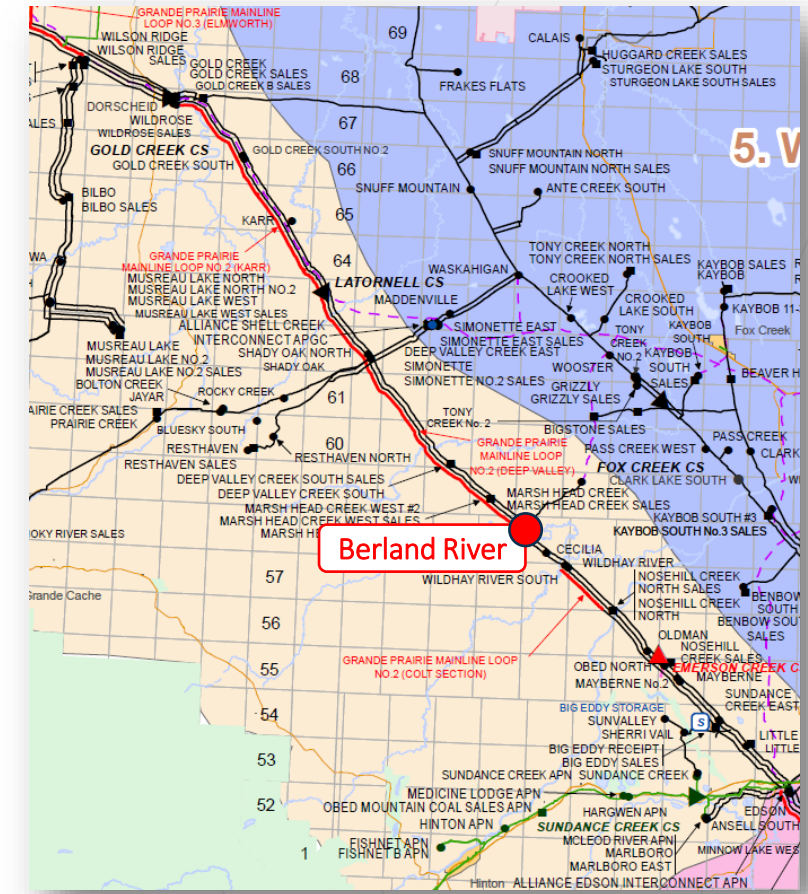 GRANDE PRAIRIE MAINLINE
LOOP NO.3 (ELMWORTH)
69
CALAIS
WILSON RIDGE
WILSON RIDGE
SALES
GOLD CREEK
GOLD CREEK SALES
GOLD CREEK B SALES
68
HUGGARD CREEK SALES
STURGEON LAKE SOUTH
STURGEON LAKE SOUTH SALES
FRAKES FLATS
DORSCHEID
WILDROSE
WILDROSE SALES
67
5. W
ALES
GOLD CREEK CS
GOLD CREEK SOUTH
GOLD CREEK SOUTH NO.2
66
SNUFF MOUNTAIN NORTH
SNUFF MOUNTAIN NORTH SALES
SNUFF MOUNTAIN
ANTE CREEK SOUTH
BILBO
BILBO SALES
65
KARR
64
TONY CREEK NORTH
TONY CREEK NORTH SALES
WA
GRANDE PRAIRIE
MAINLINE LOOP NO.2 (KARR)
WASKAHIGAN
KAYBOB SALES
KAYBOB
MUSREAU LAKE NORTH
MUSREAU LAKE NORTH NO.2
MUSREAU LAKE WEST
MUSREAU LAKE WEST SALES
LATORNELL CS
MADDENVILLE
CROOKED
LAKE WEST
CROOKED
LAKE SOUTH
KAYBOB 11-
ALLIANCE SHELL CREEK
INTERCONNECT APGC
SIMONETTE EAST
SIMONETTE EAST SALES
TONY
CREEK
NO.2
KAYBOB
SOUTH
Fox Creek
MUSREAU LAKE
MUSREAU LAKE NO.2
MUSREAU LAKE NO.2 SALES
SHADY OAK NORTH
SHADY OAK
DEEP VALLEY CREEK EAST
SIMONETTE
SIMONETTE NO.2 SALES
WOOSTER
KAYBOB
SOUTH
SALES
BEAVER H
BOLTON CREEK
JAYAR
ROCKY CREEK
61
GRIZZLY
GRIZZLY SALES
AIRIE CREEK SALES
PRAIRIE CREEK
TONY
CREEK No. 2
BLUESKY SOUTH
60
BIGSTONE SALES
RESTHAVEN
RESTHAVEN SALES
RESTHAVEN NORTH
GRANDE PRAIRIE
MAINLINE LOOP
NO.2 (DEEP VALLEY)
PASS CREEK WEST
PASS CREEK
CLARK
FOX CREEK CS
CLARK LAKE SOUTH
DEEP VALLEY CREEK SOUTH SALES
DEEP VALLEY CREEK SOUTH
MARSH HEAD CREEK
MARSH HEAD CREEK SALES
MARSH HEAD CREEK WEST #2
MARSH HEAD CREEK WEST SALES
MARSH HE
OKY RIVER SALES
KAYBOB SOUTH #3
KAYBOB SOUTH No.3 SALES
Berland River
CECILIA
WILDHAY RIVER
57
WILDHAY RIVER SOUTH
NOSEHILL CREEK
NORTH SALES
NOSEHILL CREEK
NORTH
Grande Cache
BENBOW
SOUTH
BENBOW SOU
SALES
56
OLDMAN
NOSEHILL
CREEK SALES
55
GRANDE PRAIRIE MAINLINE LOOP
NO.2 (COLT SECTION)
OBED NORTH
EMERSON CREEK C
MAYBERNE
MAYBERNE No.2
54
SUNDANCE
CREEK EAST
BIG EDDY STORAGE
S
SUNVALLEY
SHERRI VAIL
BIG EDDY RECEIPT
BIG EDDY SALES
LITTLE
LITTLE
53
SUNDANCE CREEK APN
SUNDANCE CREEK
52
MEDICINE LODGE APN
OBED MOUNTAIN COAL SALES APN
HARGWEN APN
EDSON
HINTON APN
SUNDANCE CREEK CS
ANSELL SOUTH
MCLEOD RIVER APN
MARLBORO
MARLBORO EAST
MINNOW LAKE WES
1
FISHNET APN
FISHNET B APN
Hinton
ALLIANCE EDSON INTERCONNECT APN